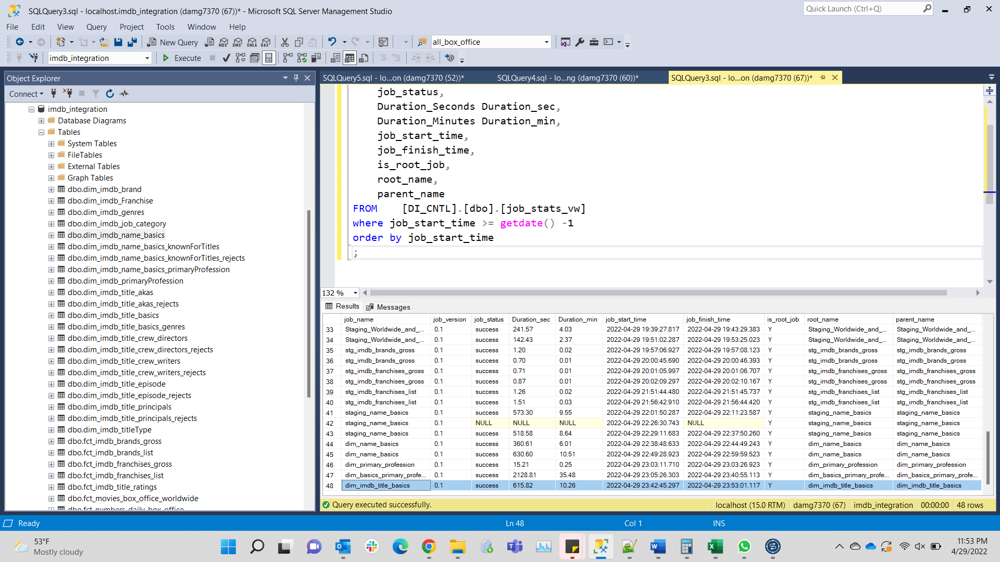 SQLQuery3.sql - localhost.imdb_integration (damg7370 (67))* - Microsoft SQL Server Management Studio
Quick Launch (Ctrl+Q)
File Edit View Query Project Tools Window Help
New Query MDX DMX XMLA DAX all_box_office
imdb_integration Execute
Object Explorer
Connect
imdb_integration
Database Diagrams
Tables
System Tables
FileTables
External Tables
Graph Tables
dbo.dim_imdb_brand
dbo.dim_imdb_Franchise
dbo.dim_imdb_genres
dbo.dim_imdb_job_category
dbo.dim_imdb_name_basics
dbo.dim_imdb_name_basics_knownForTitles
dbo.dim_imdb_name_basics_knownForTitles_rejects
dbo.dim_imdb_name_basics_primaryProfession
dbo.dim_imdb_primaryProfession
dbo.dim_imdb_title_akas
dbo.dim_imdb_title_akas_rejects
dbo.dim_imdb_title_basics
dbo.dim_imdb_title_basics_genres
dbo.dim_imdb_title_crew_directors
dbo.dim_imdb_title_crew_directors_rejects
dbo.dim_imdb_title_crew_writers
dbo.dim_imdb_title_crew_writers_rejects
dbo.dim_imdb_title_episode
dbo.dim_imdb_title_episode_rejects
dbo.dim_imdb_title_principals
dbo.dim_imdb_title_principals_rejects
dbo.dim_imdb_titleType
dbo.fct_imdb_brands_gross
dbo.fct_imdb_brands_list
dbo.fct_imdb_franchises_gross
dbo.fct_imdb_franchises_list
dbo.fct_imdb_title_ratings
dbo.fct_movies_box_office_worldwide
dbo.fct_numbers_daily_box_office
SQLQuery5.sql - lo...on (damg7370 (52))* SQLQuery4.sql - lo...ng (damg7370 (60))* SQLQuery3.sql - lo...on (damg7370 (67))*
job_status,
Duration_Seconds Duration_sec,
Duration_Minutes Duration_min,
job_start_time,
job_finish_time,
is_root_job,
root_name,
parent_name
FROM [DI_CNTL].[dbo].[job_stats_vw]
where job_start_time >= getdate() -1
order by job_start_time
;
132 %
Results Messages
job_name job_version job_status Duration_sec Duration_min job_start_time job_finish_time is_root_job root_name parent_name
33 Staging_Worldwide_and_... 0.1 success 241.57 4.03 2022-04-29 19:39:27.817 2022-04-29 19:43:29.383 Y Staging_Worldwide_and_... Staging_Worldwide_and_...
34 Staging_Worldwide_and_... 0.1 success 142.43 2.37 2022-04-29 19:51:02.287 2022-04-29 19:53:25.023 Y Staging_Worldwide_and_... Staging_Worldwide_and_...
35 stg_imdb_brands_gross 0.1 success 1.20 0.02 2022-04-29 19:57:06.927 2022-04-29 19:57:08.123 Y stg_imdb_brands_gross stg_imdb_brands_gross
36 stg_imdb_brands_gross 0.1 success 0.70 0.01 2022-04-29 20:00:45.690 2022-04-29 20:00:46.393 Y stg_imdb_brands_gross stg_imdb_brands_gross
37 stg_imdb_franchises_gross 0.1 success 0.71 0.01 2022-04-29 20:01:05.997 2022-04-29 20:01:06.707 Y stg_imdb_franchises_gross stg_imdb_franchises_gross
38 stg_imdb_franchises_gross 0.1 success 0.87 0.01 2022-04-29 20:02:09.297 2022-04-29 20:02:10.167 Y stg_imdb_franchises_gross stg_imdb_franchises_gross
39 stg_imdb_franchises_list 0.1 success 1.26 0.02 2022-04-29 21:51:44.480 2022-04-29 21:51:45.737 Y stg_imdb_franchises_list stg_imdb_franchises_list
40 stg_imdb_franchises_list 0.1 success 1.51 0.03 2022-04-29 21:56:42.910 2022-04-29 21:56:44.420 Y stg_imdb_franchises_list stg_imdb_franchises_list
41 staging_name_basics 0.1 success 573.30 9.55 2022-04-29 22:01:50.287 2022-04-29 22:11:23.587 Y staging_name_basics staging_name_basics
42 staging_name_basics 0.1 NULL NULL NULL 2022-04-29 22:26:30.743 NULL Y staging_name_basics staging_name_basics
43 staging_name_basics 0.1 success 518.58 8.64 2022-04-29 22:29:11.683 2022-04-29 22:37:50.260 Y staging_name_basics staging_name_basics
44 dim_name_basics 0.1 success 360.61 6.01 2022-04-29 22:38:48.633 2022-04-29 22:44:49.243 Y dim_name_basics dim_name_basics
45 dim_name_basics 0.1 success 630.60 10.51 2022-04-29 22:49:28.923 2022-04-29 22:59:59.523 Y dim_name_basics dim_name_basics
46 dim_primary_profession 0.1 success 15.21 0.25 2022-04-29 23:03:11.710 2022-04-29 23:03:26.923 Y dim_primary_profession dim_primary_profession
47 dim_basics_primary_profe... 0.1 success 2128.81 35.48 2022-04-29 23:05:26.303 2022-04-29 23:40:55.113 Y dim_basics_primary_profe... dim_basics_primary_profe...
48 dim_imdb_title_basics 0.1 success 615.82 10.26 2022-04-29 23:42:45.297 2022-04-29 23:53:01.117 Y dim_imdb_title_basics dim_imdb_title_basics
Query executed successfully. localhost (15.0 RTM) damg7370 (67) imdb_integration 00:00:00 48 rows
Ready Ln 48 Col 1 INS
53°F
Mostly cloudy
11:53 PM
4/29/2022